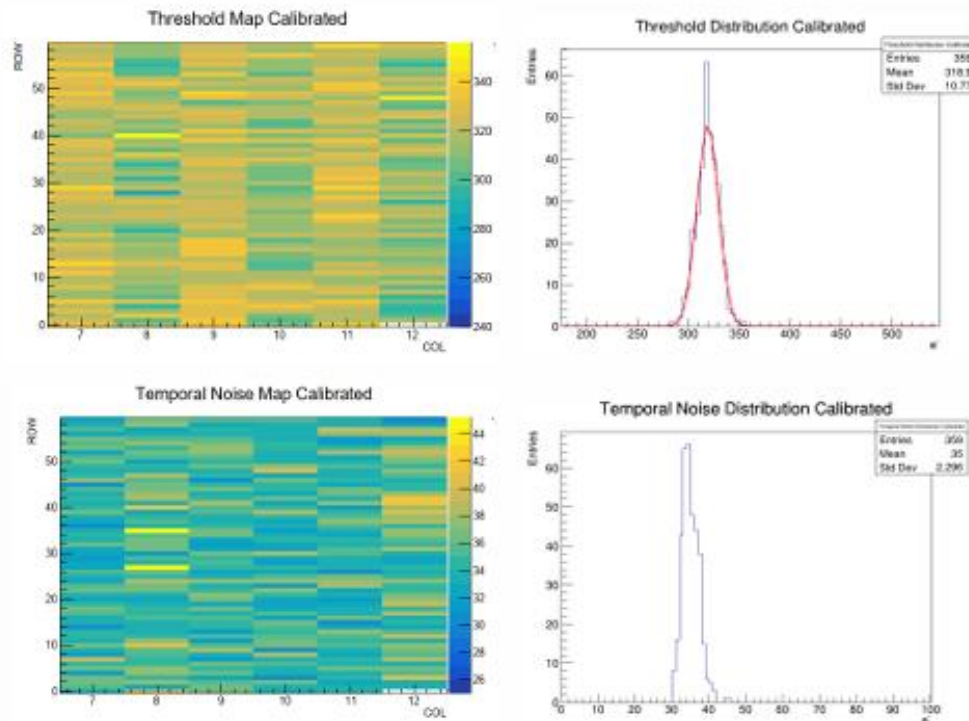 Threshold Map Calibrated
ROW
50
40
30
20
10
0
7 8 9 10 11 12
COL
340
320
300
280
260
240
Threshold Distribution Calibrated
Entries
Mean 318.
Std Dev 10.7
Entries
60
50
40
30
20
10
0
200 250 300 350 400 450 500
Temporal Noise Map Calibrated
ROW
50
40
30
20
10
0
7 8 9 10 11 12
COL
44
42
40
38
36
34
32
30
28
26
Temporal Noise Distribution Calibrated
Entries 359
Mean 35
Std Dev 2.296
Entries
60
50
40
30
20
10
0
0 10 20 30 40 50 60 70 80 90 100